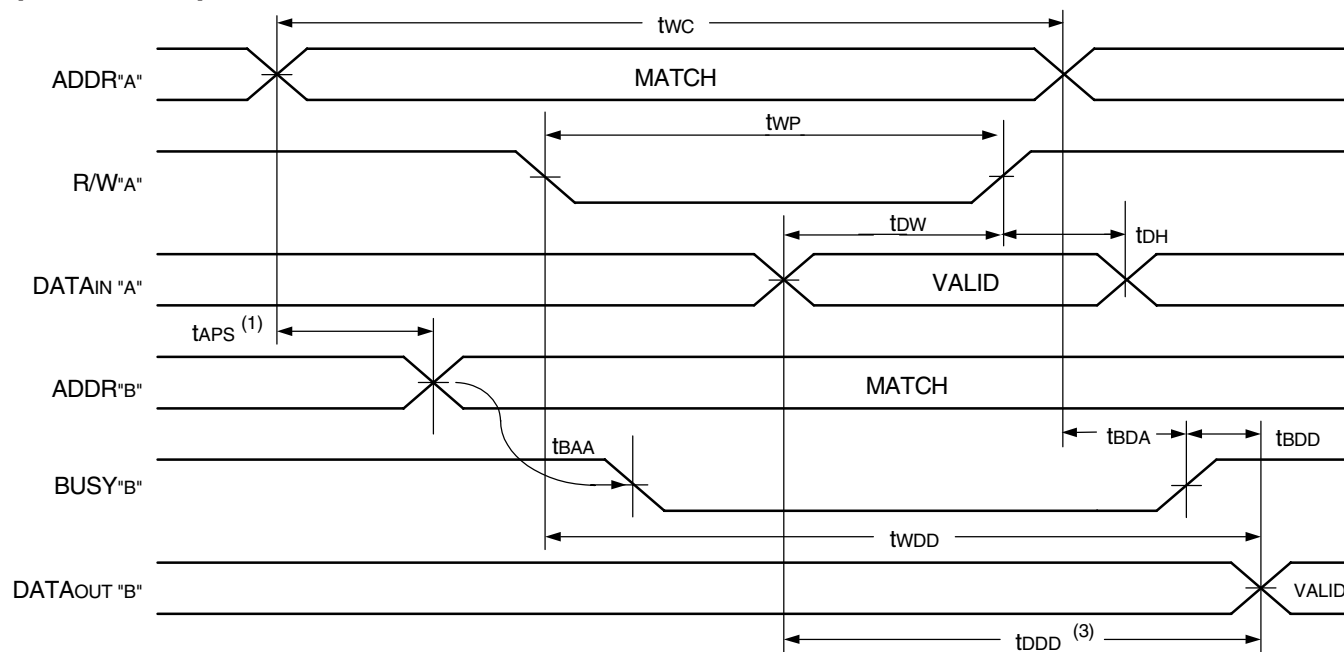 tWC
ADDR"A"
MATCH
tWP
R/W"A"
tDW
tDH
DATAIN "A"
VALID
tAPS (1)
ADDR"B"
MATCH
tBAA
tBDA
tBDD
BUSY"B"
tWDD
DATAOUT "B"
VALID
tDDD (3)